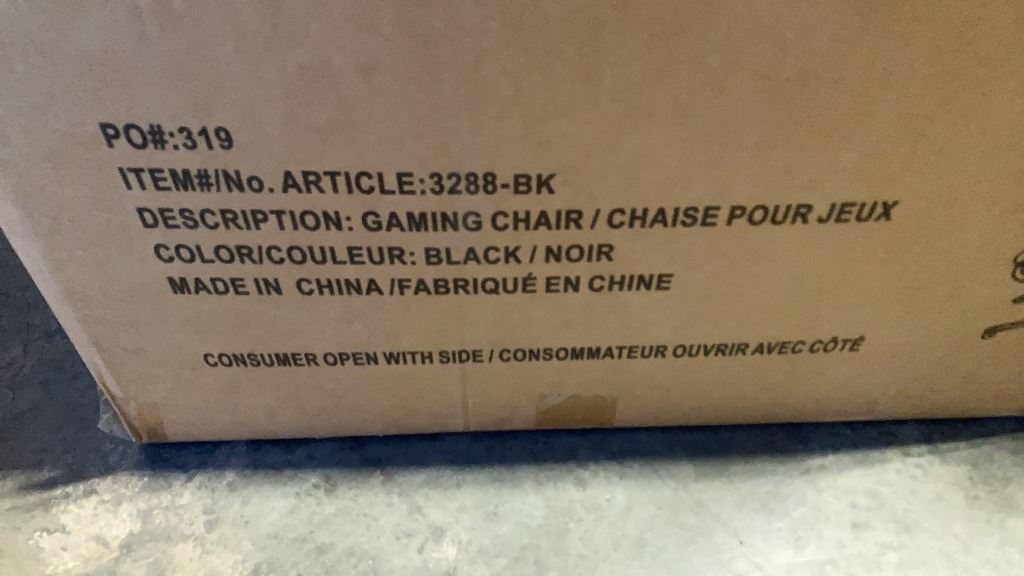 PO#:319
ITEM#/No. ARTICLE:3288-BK
DESCRIPTION: GAMING CHAIR / CHAISE POUR JEUX
COLOR/COULEUR: BLACK / NOIR
MADE IN CHINA /FABRIQUÉ EN CHINE
CONSUMER OPEN WITH SIDE / CONSOMMATEUR OUVRIR AVEC CÔTÉ